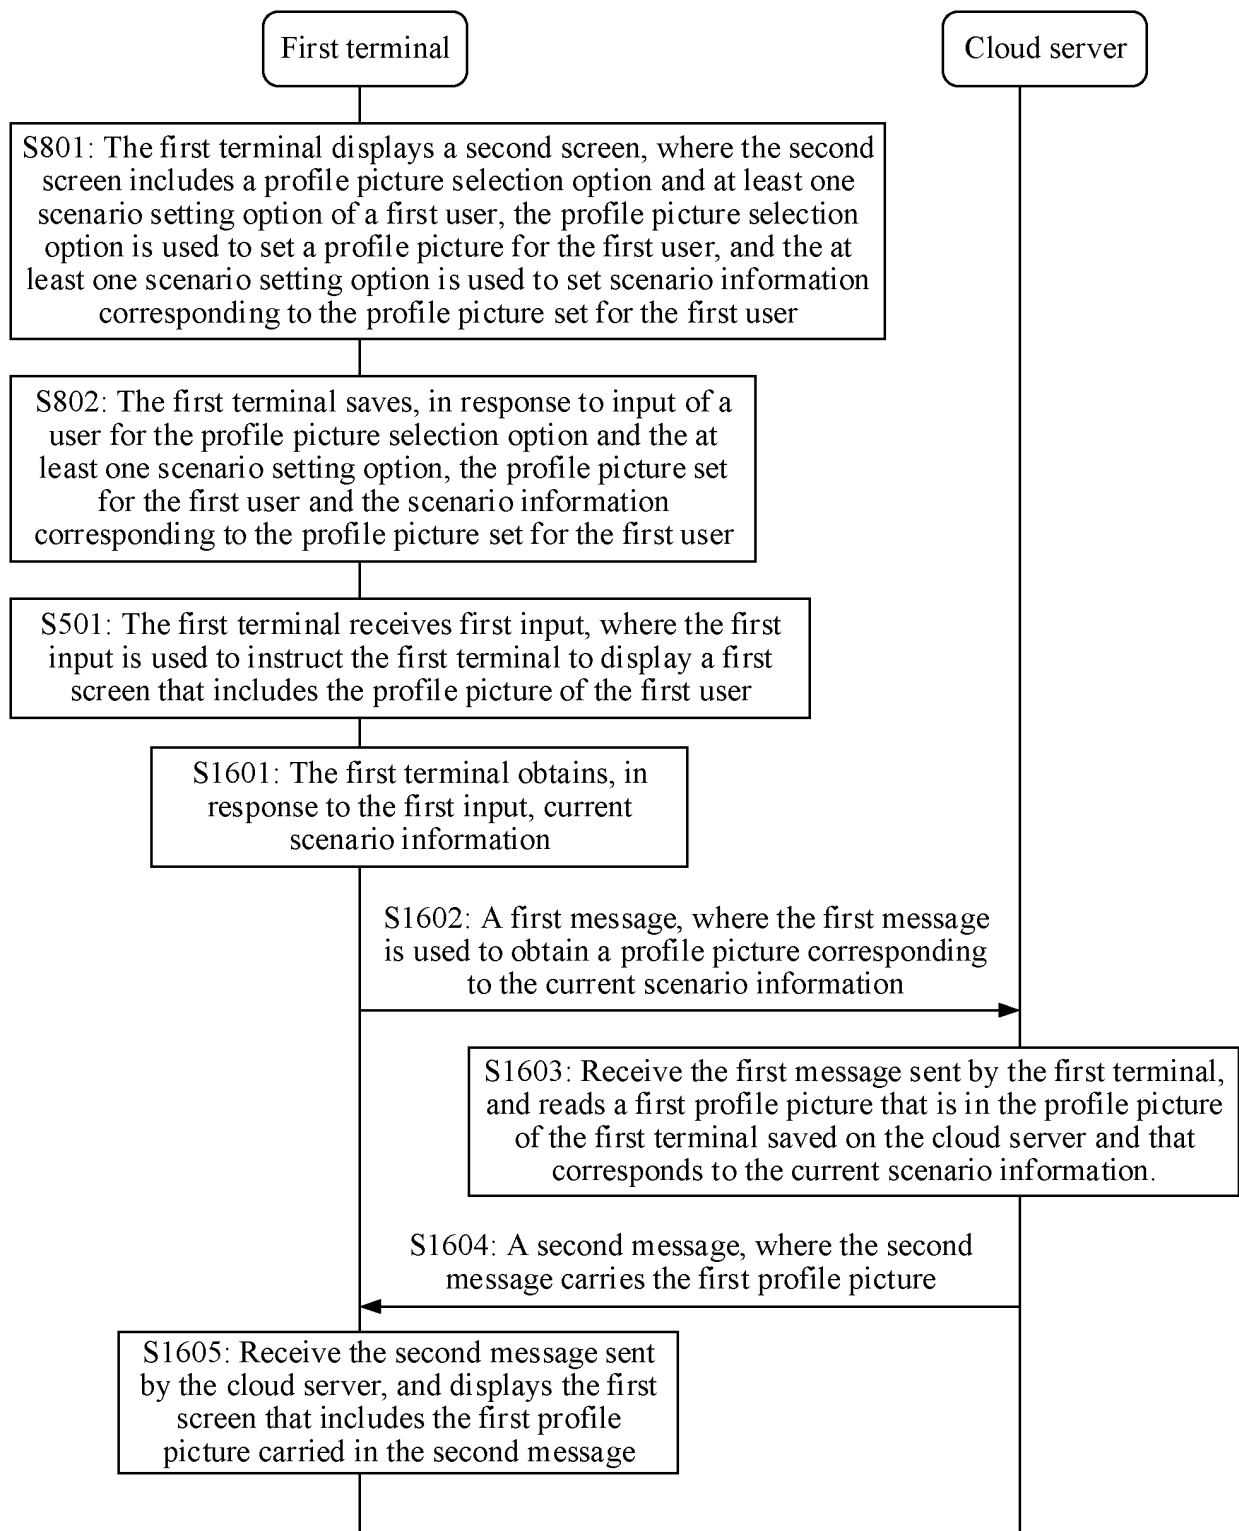 First terminal
Cloud server
S801: The first terminal displays a second screen, where the second
screen includes a profile picture selection option and at least one
scenario setting option of a first user, the profile picture selection
option is used to set a profile picture for the first user, and the at
least one scenario setting option is used to set scenario information
corresponding to the profile picture set for the first user
S802: The first terminal saves, in response to input of a
user for the profile picture selection option and the at
least one scenario setting option, the profile picture set
for the first user and the scenario information
corresponding to the profile picture set for the first user
S501: The first terminal receives first input, where the first
input is used to instruct the first terminal to display a first
screen that includes the profile picture of the first user
S1601: The first terminal obtains, in
response to the first input, current
scenario information
S1602: A first message, where the first message
is used to obtain a profile picture corresponding
to the current scenario information
S1603: Receive the first message sent by the first terminal,
and reads a first profile picture that is in the profile picture
of the first terminal saved on the cloud server and that
corresponds to the current scenario information.
S1604: A second message, where the second
message carries the first profile picture
S1605: Receive the second message sent
by the cloud server, and displays the first
screen that includes the first profile
picture carried in the second message